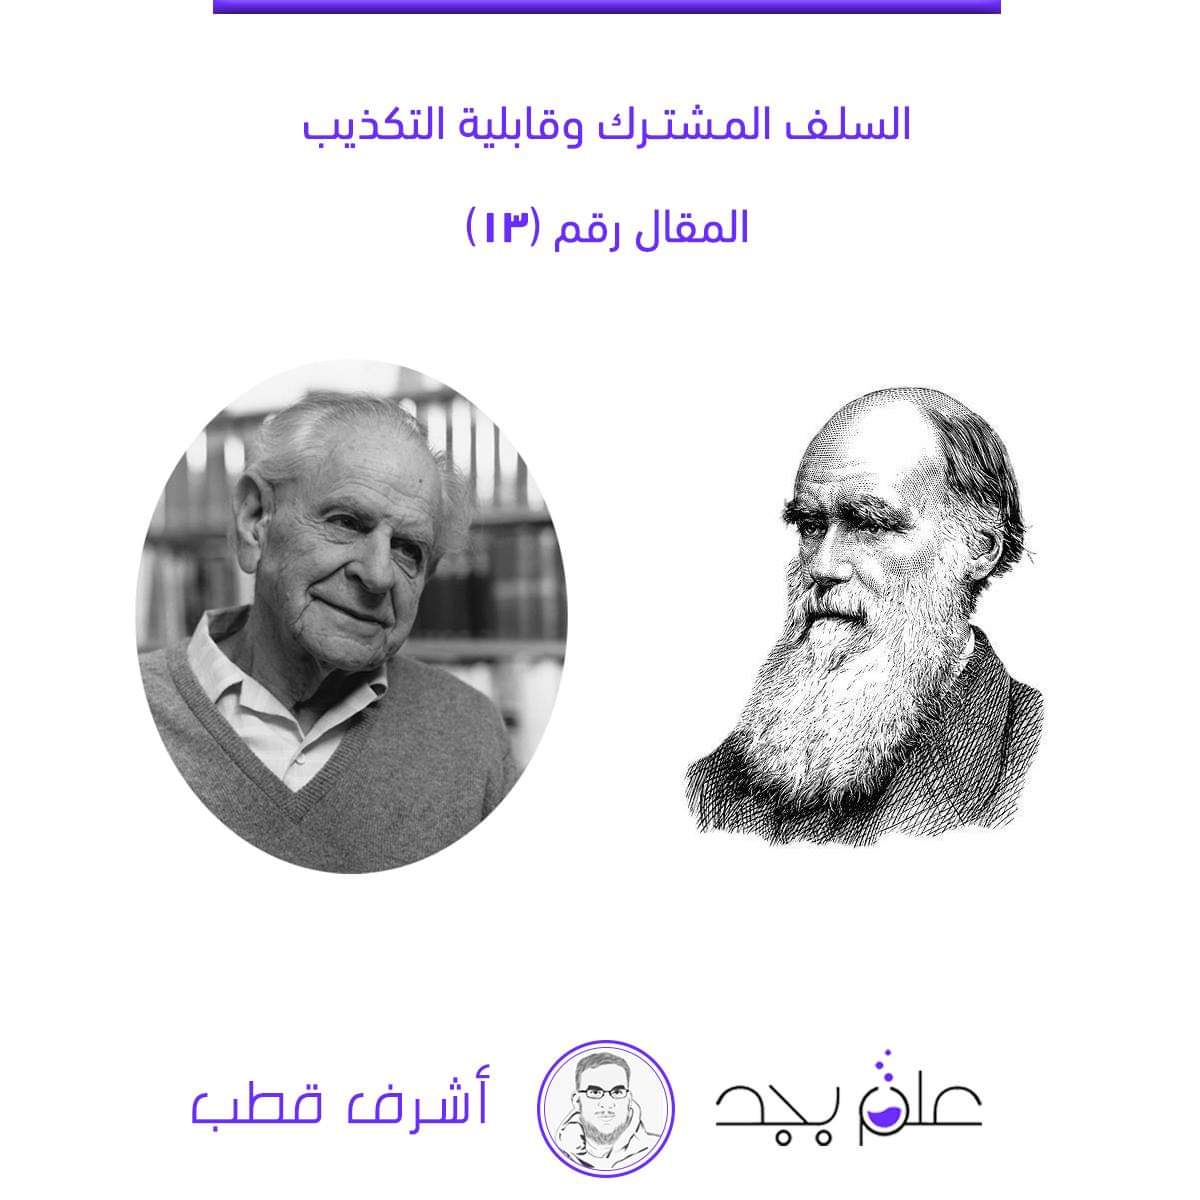 السلف المشترك وقابلية التكذيب
المقال رقم (١٣)
علم بجد
أشرف قطب